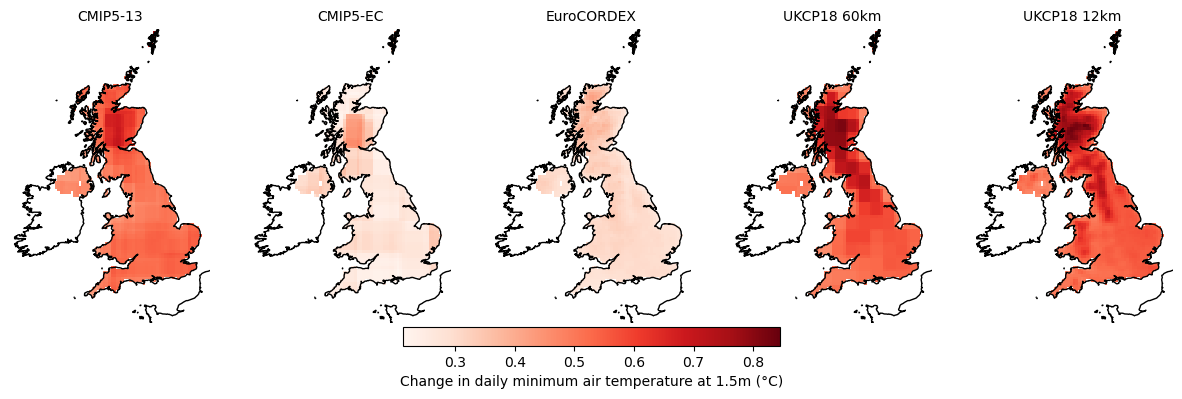 CMIP5-13 CMIP5-EC EuroCORDEX UKCP18 60km UKCP18 12km
0.3 0.4 0.5 0.6 0.7 0.8
Change in daily minimum air temperature at 1.5m (°C)